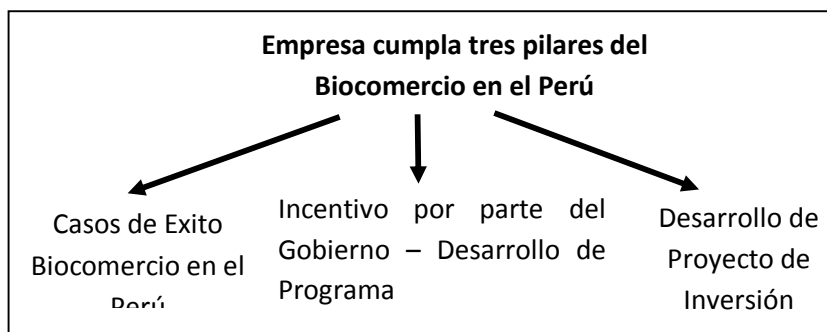 Empresa cumpla tres pilares del
Biocomercio en el Perú
Casos de Exito
Biocomercio en el
Perú
Incentivo por parte del
Gobierno – Desarrollo de
Programa
Desarrollo de
Proyecto de
Inversión